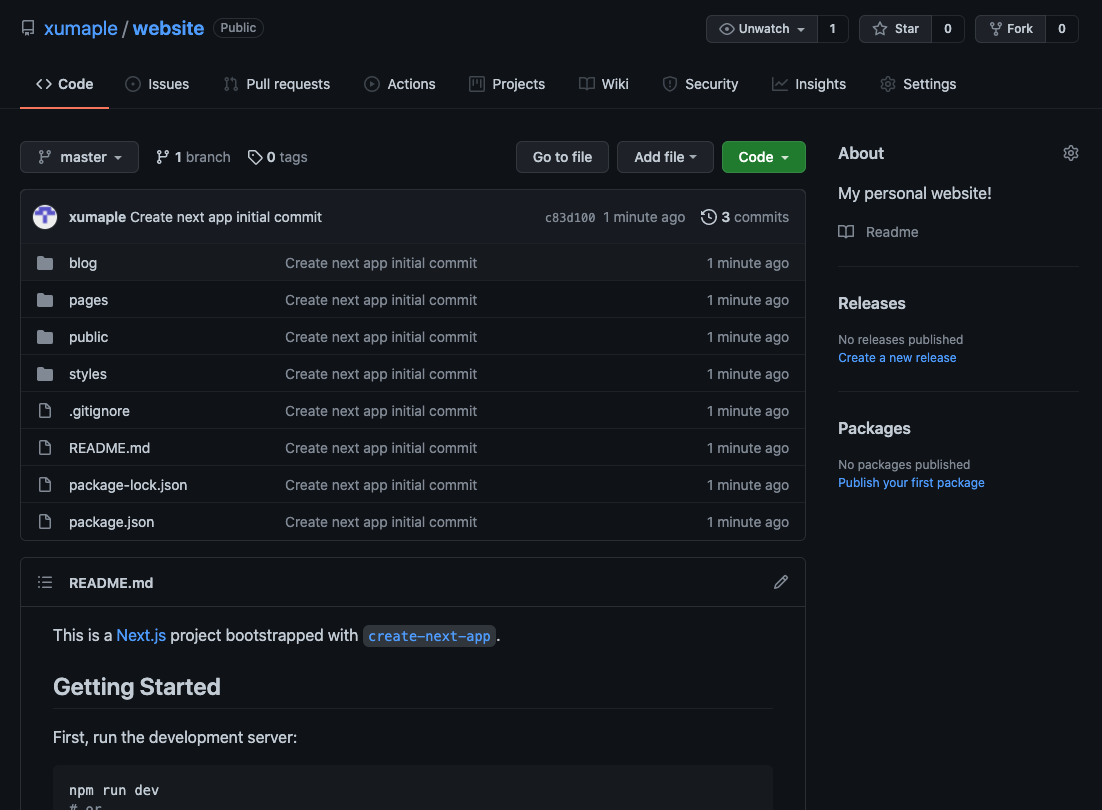 xumaple / website Public Unwatch 1 Star 0 Fork 0
Code Issues Pull requests Actions Projects Wiki Security Insights Settings
master 1 branch 0 tags Go to file Add file Code
xumaple Create next app initial commit c83d100 1 minute ago 3 commits
blog Create next app initial commit 1 minute ago
pages Create next app initial commit 1 minute ago
public Create next app initial commit 1 minute ago
styles Create next app initial commit 1 minute ago
.gitignore Create next app initial commit 1 minute ago
README.md Create next app initial commit 1 minute ago
package-lock.json Create next app initial commit 1 minute ago
package.json Create next app initial commit 1 minute ago
README.md
This is a Next.js project bootstrapped with create-next-app.
Getting Started
First, run the development server:
npm run dev
# or
About
My personal website!
Readme
Releases
No releases published
Create a new release
Packages
No packages published
Publish your first package